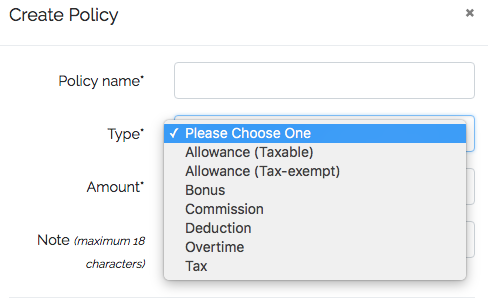 Create Policy ×
Policy name*
Type*
✓ Please Choose One
Allowance (Taxable)
Allowance (Tax-exempt)
Amount*
Bonus
Commission
Deduction
Note (maximum 18
characters)
Overtime
Tax